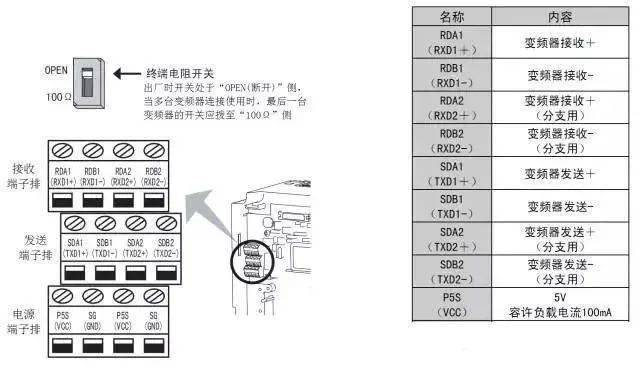 OPEN
100Ω
终端电阻开关
出厂时开关处于“OPEN(断开)”侧,
当多台变频器连接使用时, 最后一台
变频器的开关应拨至“100Ω”侧
接收
端子排
RDA1 RDB1 RDA2 RDB2
(RXD1+) (RXD1-) (RXD2+) (RXD2-)
发送
端子排
SDA1 SDB1 SDA2 SDB2
(TXD1+) (TXD1-) (TXD2+) (TXD2-)
电源
端子排
P5S SG P5S SG
(VCC) (GND) (VCC) (GND)
名称 内容
RDA1
(RXD1+)
变频器接收+
RDB1
(RXD1-)
变频器接收-
RDA2
(RXD2+)
变频器接收+
(分支用)
RDB2
(RXD2-)
变频器接收-
(分支用)
SDA1
(TXD1+)
变频器发送+
SDB1
(TXD1-)
变频器发送-
SDA2
(TXD2+)
变频器发送+
(分支用)
SDB2
(TXD2-)
变频器发送-
(分支用)
P5S
(VCC)
5V
容许负载电流100mA